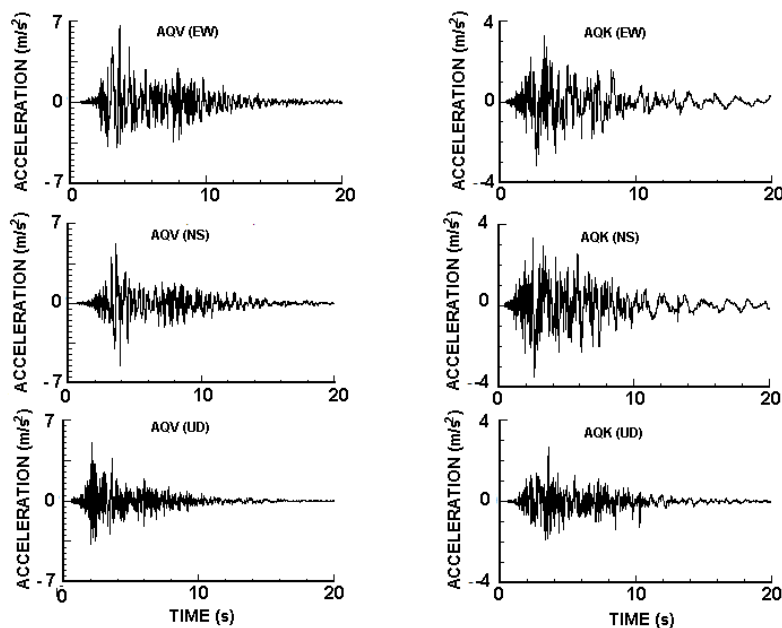 7
AQV (EW)
ACCELERATION (m/s²)
0
-7
0
10
20
4
AQK (EW)
ACCELERATION (m/s²)
0
--4
0
10
20
7
AQV (NS)
ACCELERATION (m/s²)
0
-7
0
10
20
4
AQK (NS)
ACCELERATION (m/s²)
0
--4
0
10
20
7
AQV (UD)
ACCELERATION (m/s²)
0
-7
0
10
20
TIME (s)
4
AQK (UD)
ACCELERATION (m/s²)
0
--4
0
10
20
TIME (s)